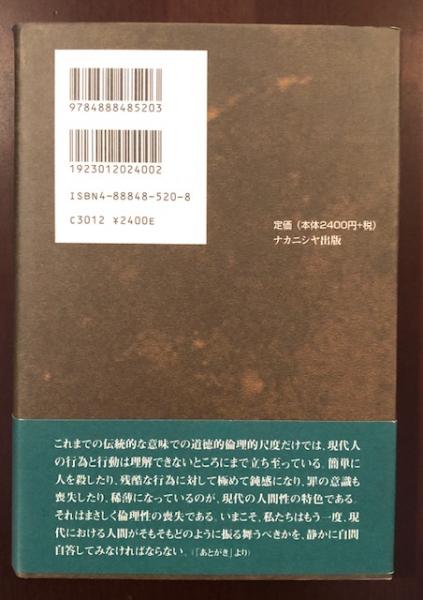 9784888485203
1923012024002
ISBN4-88848-520-8
C3012 ¥2400E
定価（本体2400円+税）
ナカニシヤ出版
これまでの伝統的な意味での道徳的倫理的尺度だけでは、現代人
の行為と行動は理解できないところにまで立ち至っている。簡単に
人を殺したり、残酷な行為に対して極めて鈍感になり、罪の意識も
喪失したり、稀薄になっているのが、現代の人間性の特色である。
それはまさしく倫理性の喪失である。いまこそ、私たちはもう一度、現
代における人間がそもそもどのように振る舞うべきかを、静かに自問
自答してみなければならない。（「あとがき」より）